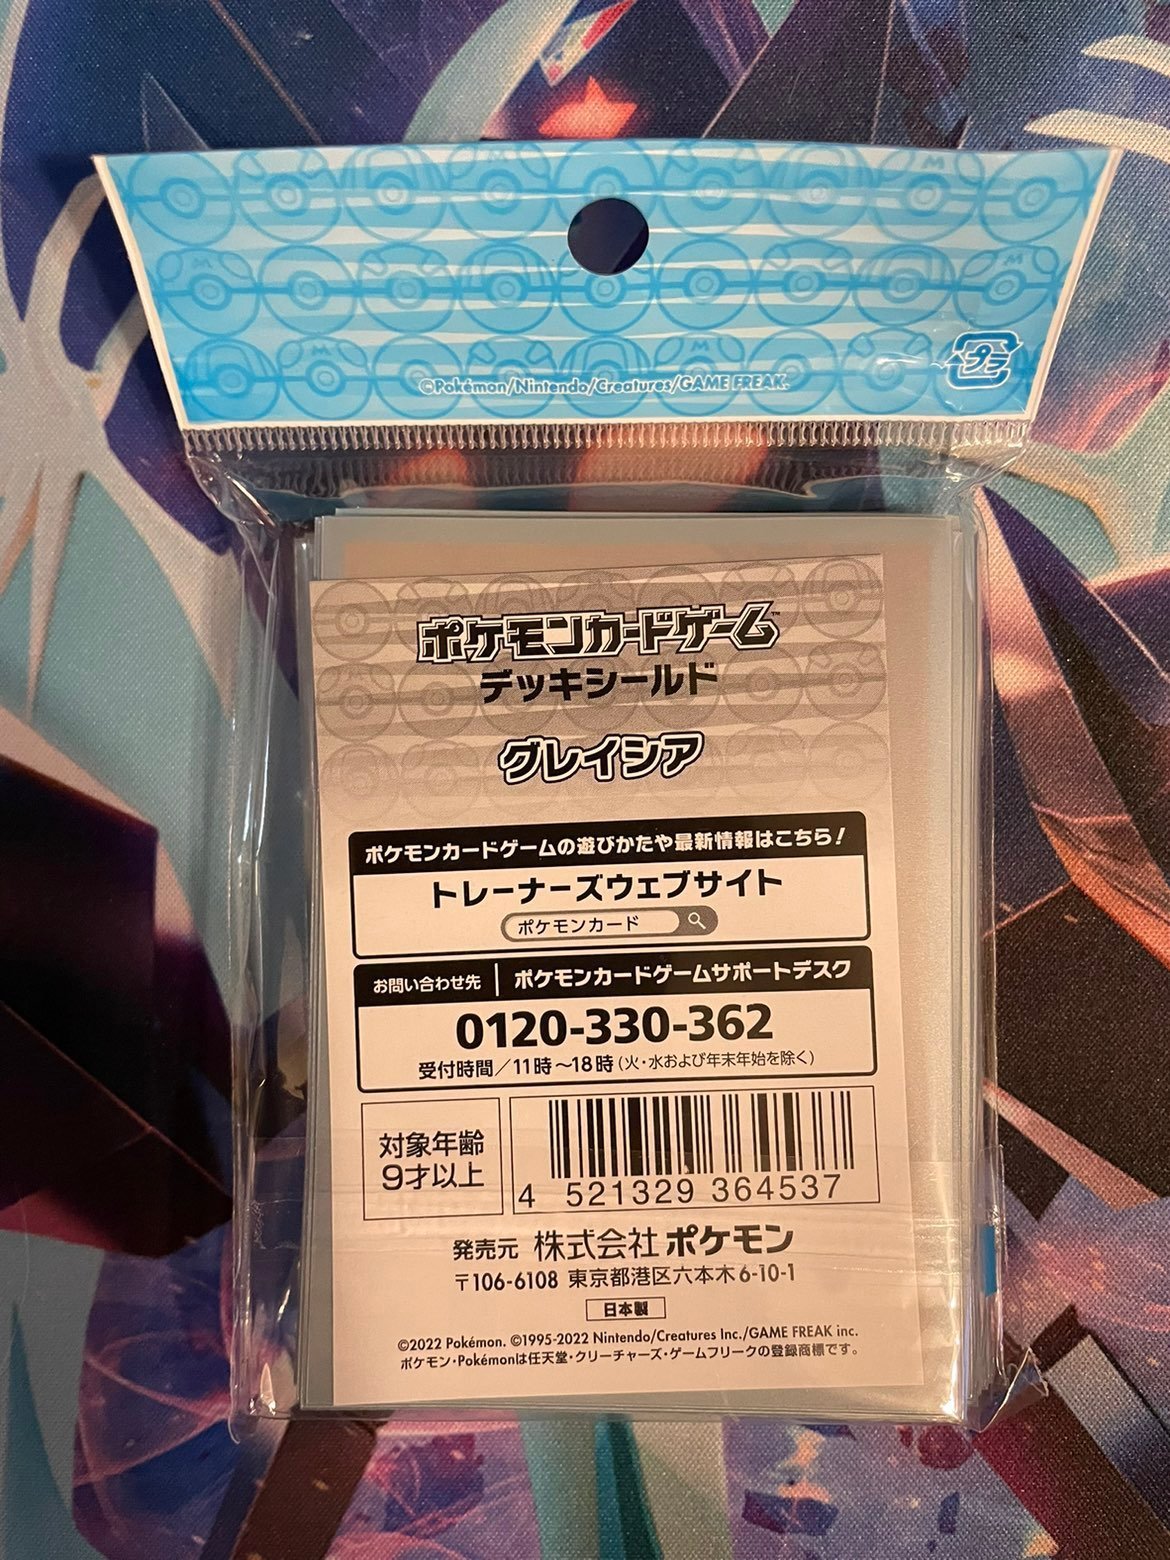 ©Pokémon/Nintendo/Creatures/GAME FREAK.
プラ
ポケモンカードゲーム™
デッキシールド
グレイシア
ポケモンカードゲームの遊びかたや最新情報はこちら!
トレーナーズウェブサイト
ポケモンカード
お問い合わせ先 ポケモンカードゲームサポートデスク
0120-330-362
受付時間/11時~18時(火・水および年末年始を除く)
対象年齢
9才以上
4 521329 364537
発売元 株式会社ポケモン
〒106-6108 東京都港区六本木6-10-1
日本製
©2022 Pokémon. ©1995-2022 Nintendo/Creatures Inc./GAME FREAK inc.
ポケモン・Pokémonは任天堂・クリーチャーズ・ゲームフリークの登録商標です。